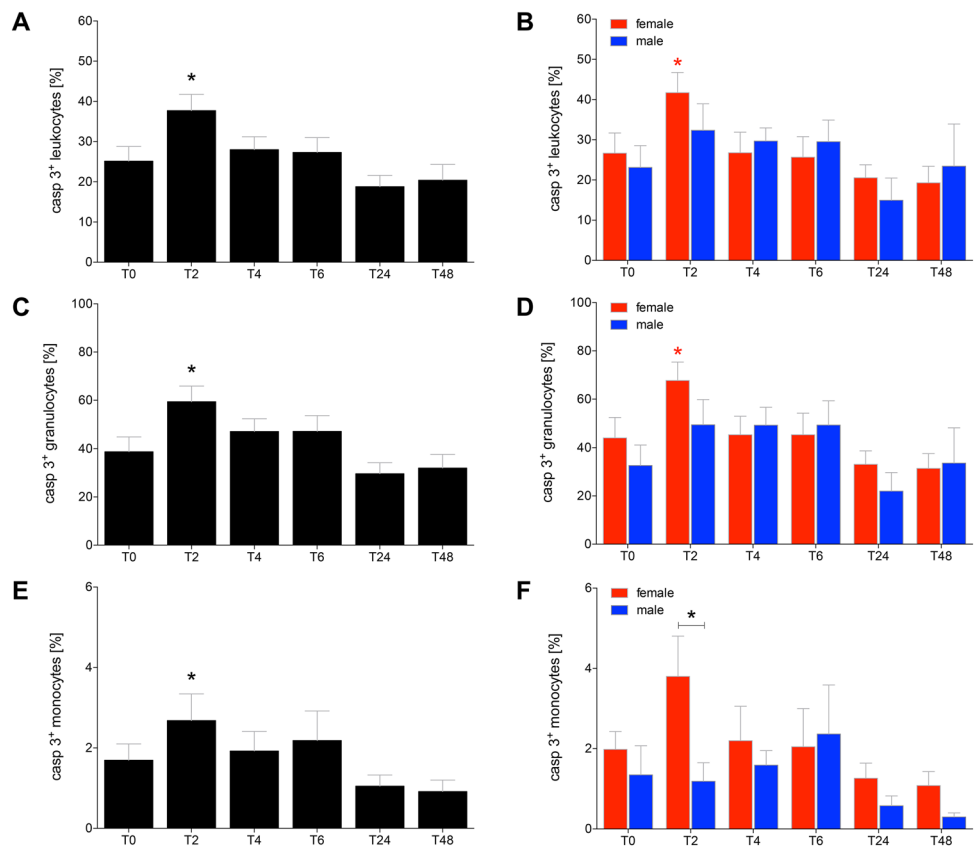 A
casp 3+ leukocytes [%]
60
50
40
30
20
10
0
*
T0 T2 T4 T6 T24 T48
B
female
male
casp 3+ leukocytes [%]
60
50
40
30
20
10
0
*
T0 T2 T4 T6 T24 T48
C
casp 3+ granulocytes [%]
100
80
60
40
20
0
*
T0 T2 T4 T6 T24 T48
D
female
male
casp 3+ granulocytes [%]
100
80
60
40
20
0
*
T0 T2 T4 T6 T24 T48
E
casp 3+ monocytes [%]
6
4
2
0
*
T0 T2 T4 T6 T24 T48
F
female
male
casp 3+ monocytes [%]
6
4
2
0
*
T0 T2 T4 T6 T24 T48